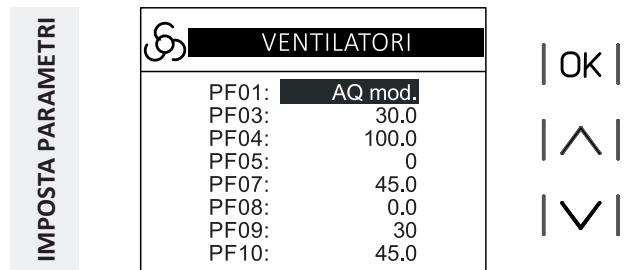 IMPOSTA PARAMETRI
VENTILATORI
PF01: AQ mod.
PF03: 30.0
PF04: 100.0
PF05: 0
PF07: 45.0
PF08: 0.0
PF09: 30
PF10: 45.0
OK